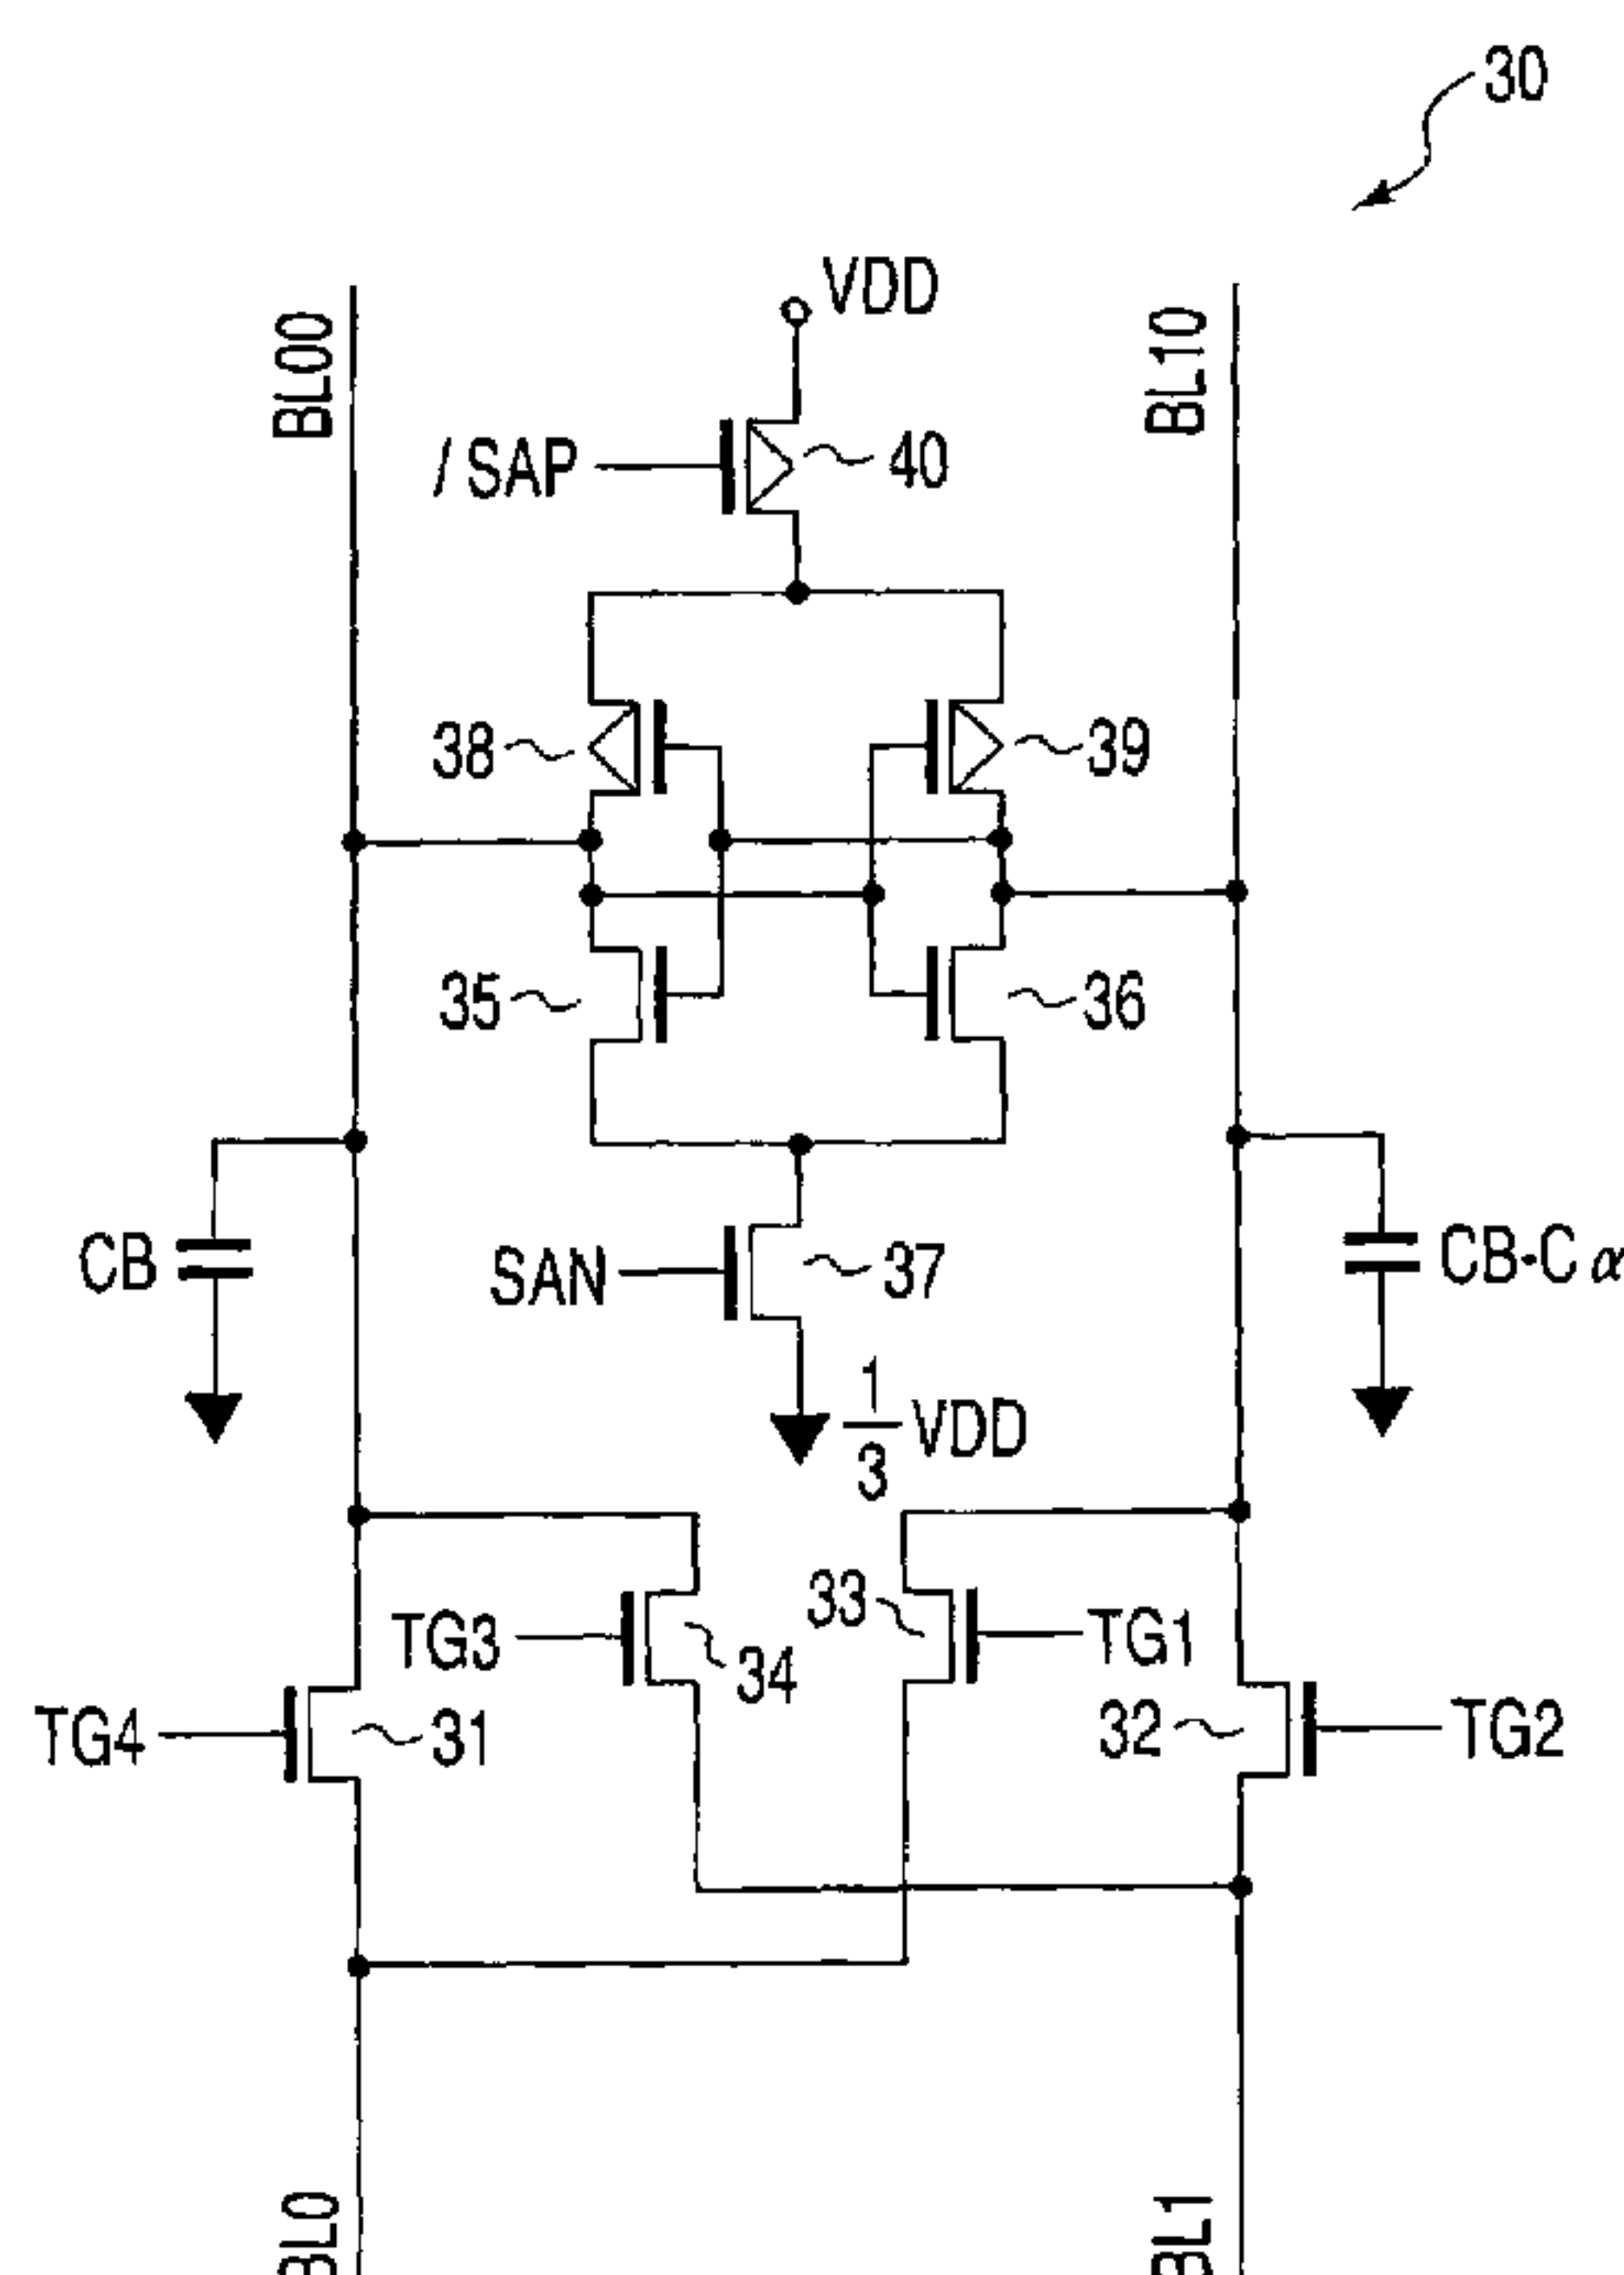 30
VDD
BL00
BL10
/SAP
40
38
39
35
36
CB
SAN
37
CB-Cα
1
3
VDD
33
TG3
34
TG1
TG4
31
32
TG2
BL0
BL1